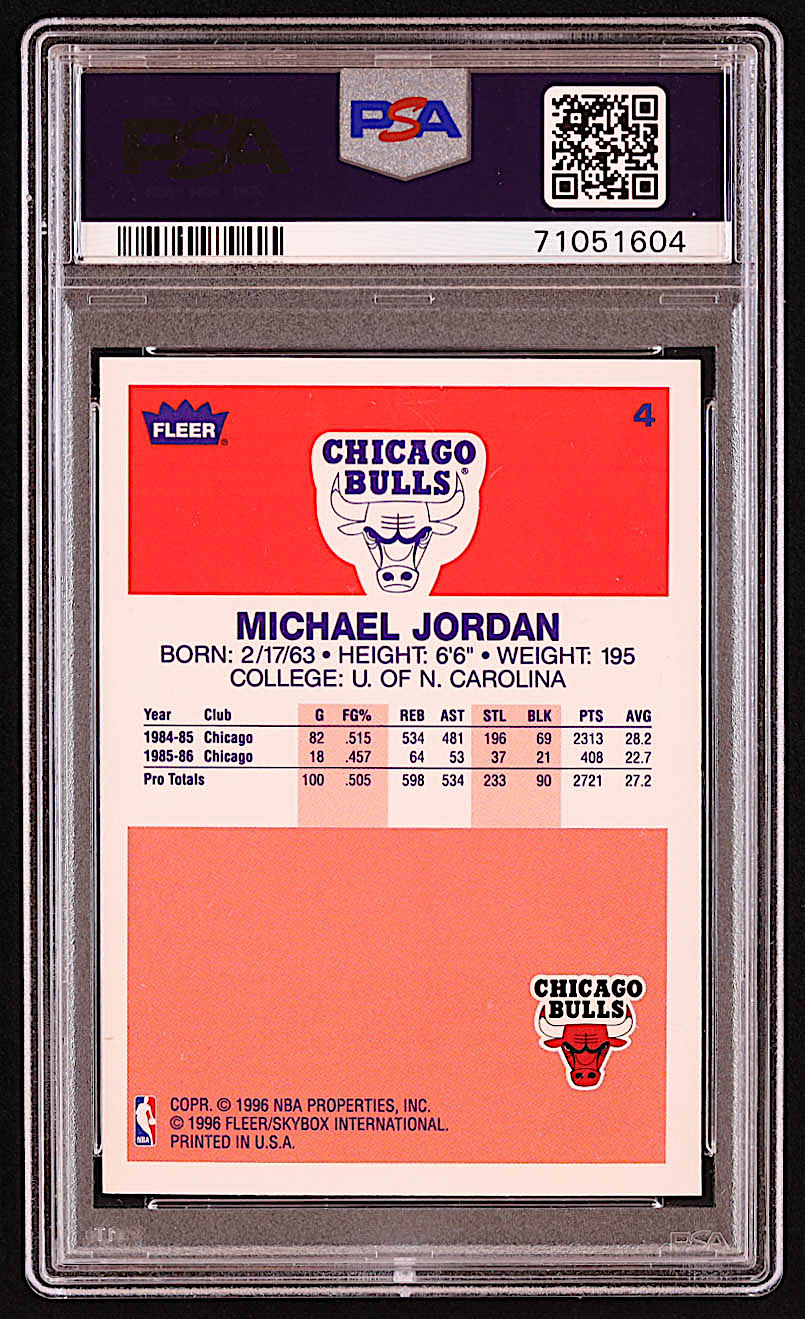 PSA PSA
71051604
FLEER® 4
CHICAGO
BULLS®
MICHAEL JORDAN
BORN: 2/17/63 • HEIGHT: 6'6" • WEIGHT: 195
COLLEGE: U. OF N. CAROLINA
Year Club G FG% REB AST STL BLK PTS AVG
1984-85 Chicago 82 .515 534 481 196 69 2313 28.2
1985-86 Chicago 18 .457 64 53 37 21 408 22.7
Pro Totals 100 .505 598 534 233 90 2721 27.2
CHICAGO
BULLS
NBA
COPR. © 1996 NBA PROPERTIES, INC.
© 1996 FLEER/SKYBOX INTERNATIONAL.
PRINTED IN U.S.A.
PSA